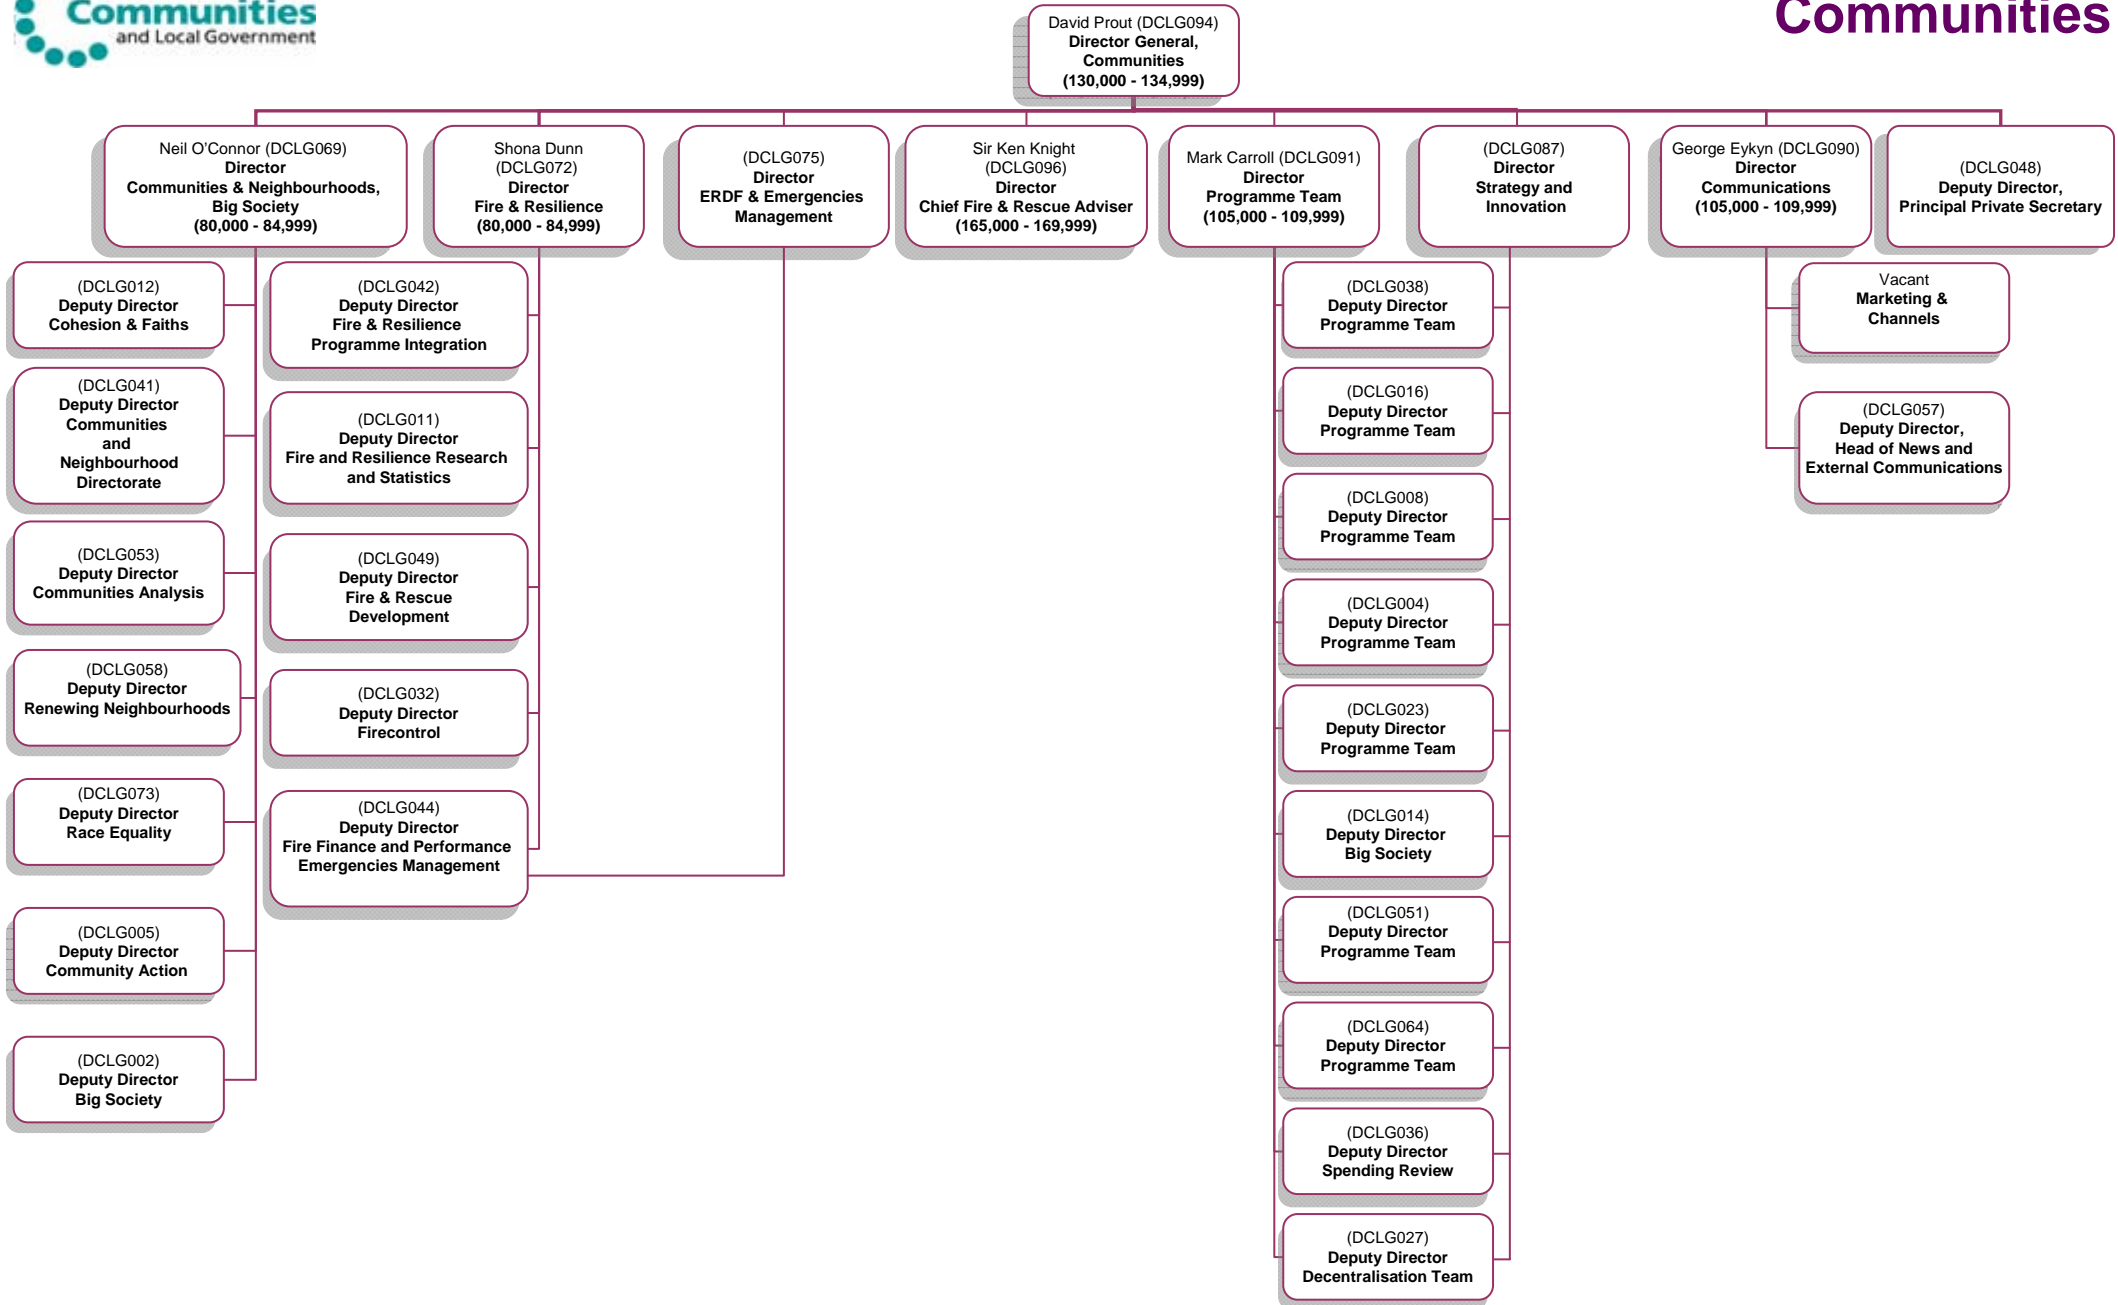 Communities
and Local Government
Communities
David Prout (DCLG094)
Director General,
Communities
(130,000 - 134,999)
Neil O'Connor (DCLG069)
Director
Communities & Neighbourhoods,
Big Society
(80,000 - 84,999)
Shona Dunn
(DCLG072)
Director
Fire & Resilience
(80,000 - 84,999)
(DCLG075)
Director
ERDF & Emergencies
Management
Sir Ken Knight
(DCLG096)
Director
Chief Fire & Rescue Adviser
(165,000 - 169,999)
Mark Carroll (DCLG091)
Director
Programme Team
(105,000 - 109,999)
(DCLG087)
Director
Strategy and
Innovation
George Eykyn (DCLG090)
Director
Communications
(105,000 - 109,999)
(DCLG048)
Deputy Director,
Principal Private Secretary
(DCLG012)
Deputy Director
Cohesion & Faiths
(DCLG041)
Deputy Director
Communities
and
Neighbourhood
Directorate
(DCLG053)
Deputy Director
Communities Analysis
(DCLG058)
Deputy Director
Renewing Neighbourhoods
(DCLG073)
Deputy Director
Race Equality
(DCLG005)
Deputy Director
Community Action
(DCLG002)
Deputy Director
Big Society
(DCLG042)
Deputy Director
Fire & Resilience
Programme Integration
(DCLG011)
Deputy Director
Fire and Resilience Research
and Statistics
(DCLG049)
Deputy Director
Fire & Rescue
Development
(DCLG032)
Deputy Director
Firecontrol
(DCLG044)
Deputy Director
Fire Finance and Performance
Emergencies Management
(DCLG038)
Deputy Director
Programme Team
(DCLG016)
Deputy Director
Programme Team
(DCLG008)
Deputy Director
Programme Team
(DCLG004)
Deputy Director
Programme Team
(DCLG023)
Deputy Director
Programme Team
(DCLG014)
Deputy Director
Big Society
(DCLG051)
Deputy Director
Programme Team
(DCLG064)
Deputy Director
Programme Team
(DCLG036)
Deputy Director
Spending Review
(DCLG027)
Deputy Director
Decentralisation Team
Vacant
Marketing &
Channels
(DCLG057)
Deputy Director,
Head of News and
External Communications